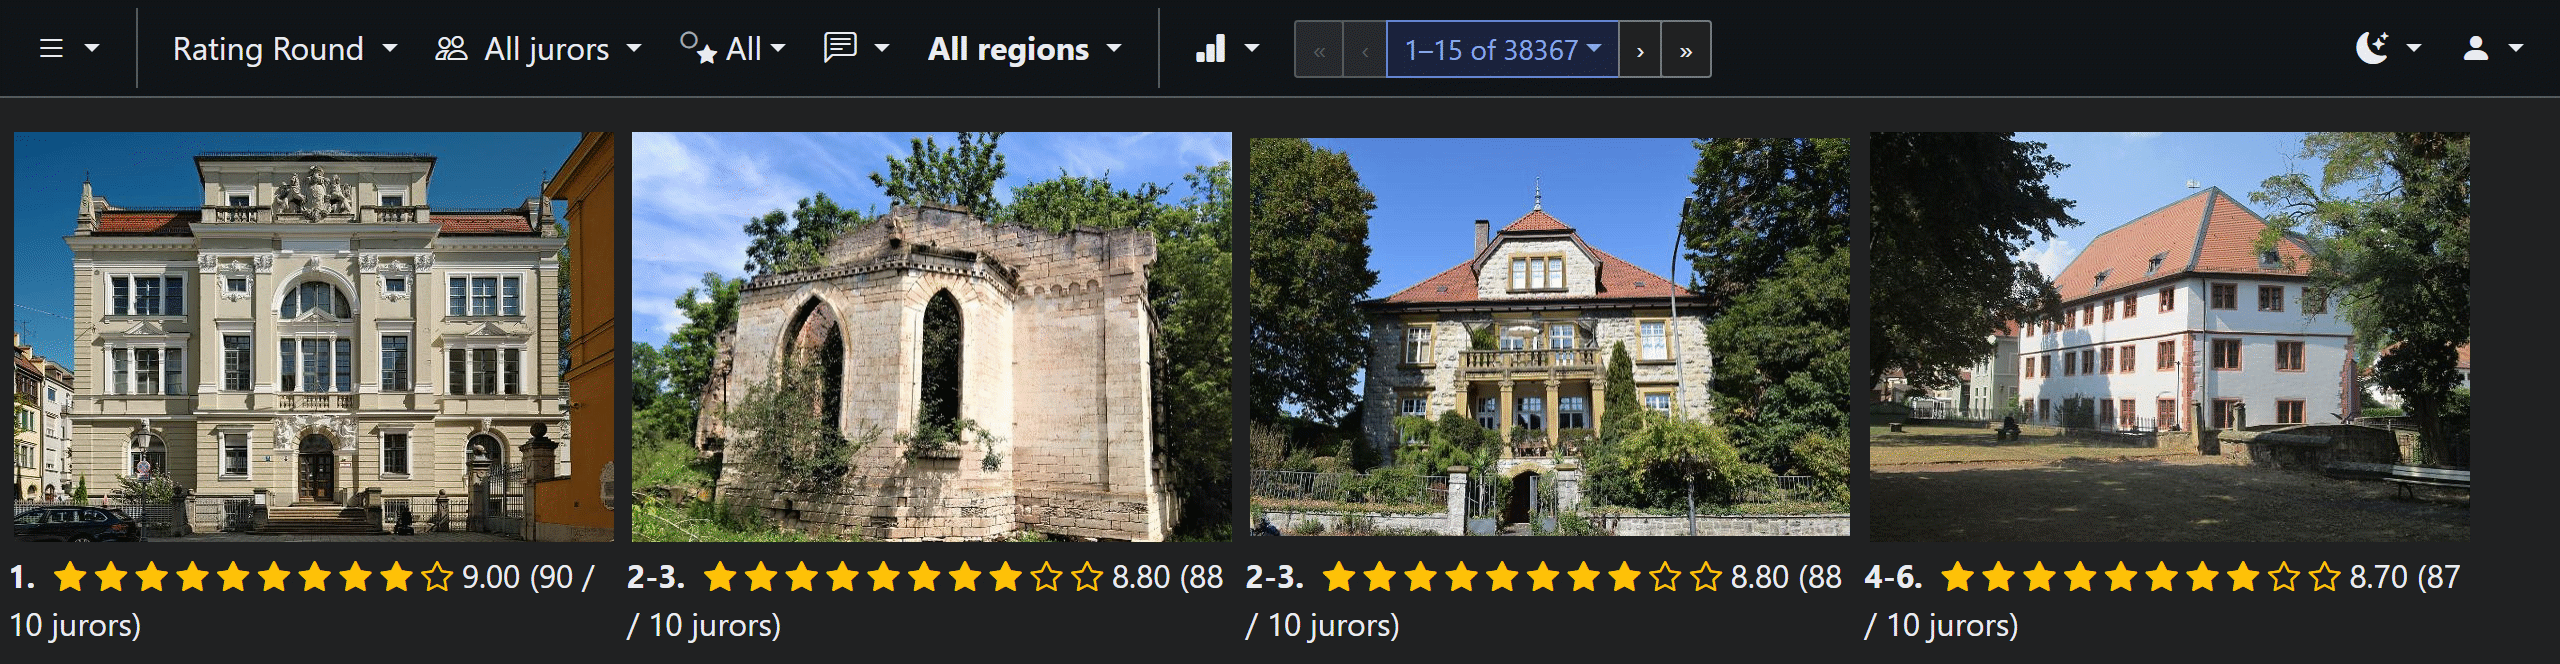 Rating Round All jurors All All regions « ‹ 1–15 of 38367 › »
1. 9.00 (90 / 10 jurors)
2-3. 8.80 (88 / 10 jurors)
2-3. 8.80 (88 / 10 jurors)
4-6. 8.70 (87 / 10 jurors)